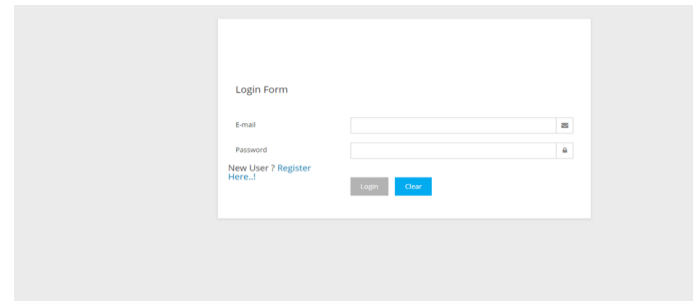 Login Form
E-mail
Password
New User ? Register
Here..!
Login
Clear